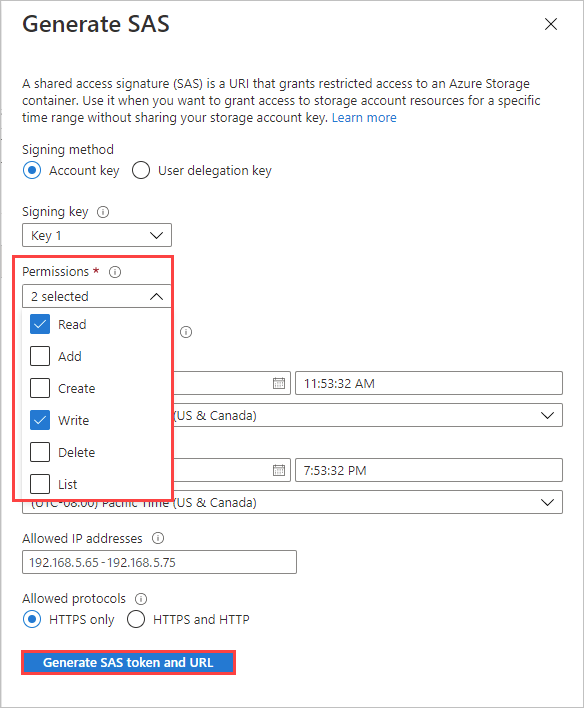 Generate SAS
A shared access signature (SAS) is a URI that grants restricted access to an Azure Storage
container. Use it when you want to grant access to storage account resources for a specific
time range without sharing your storage account key. Learn more
Signing method
Account key User delegation key
Signing key
Key 1
Permissions *
2 selected
Read
Add
Create
11:53:32 AM
(US & Canada)
Write
Delete
7:53:32 PM
List
(UTC-08:00) Pacific Time (US & Canada)
Allowed IP addresses
192.168.5.65-192.168.5.75
Allowed protocols
HTTPS only HTTPS and HTTP
Generate SAS token and URL